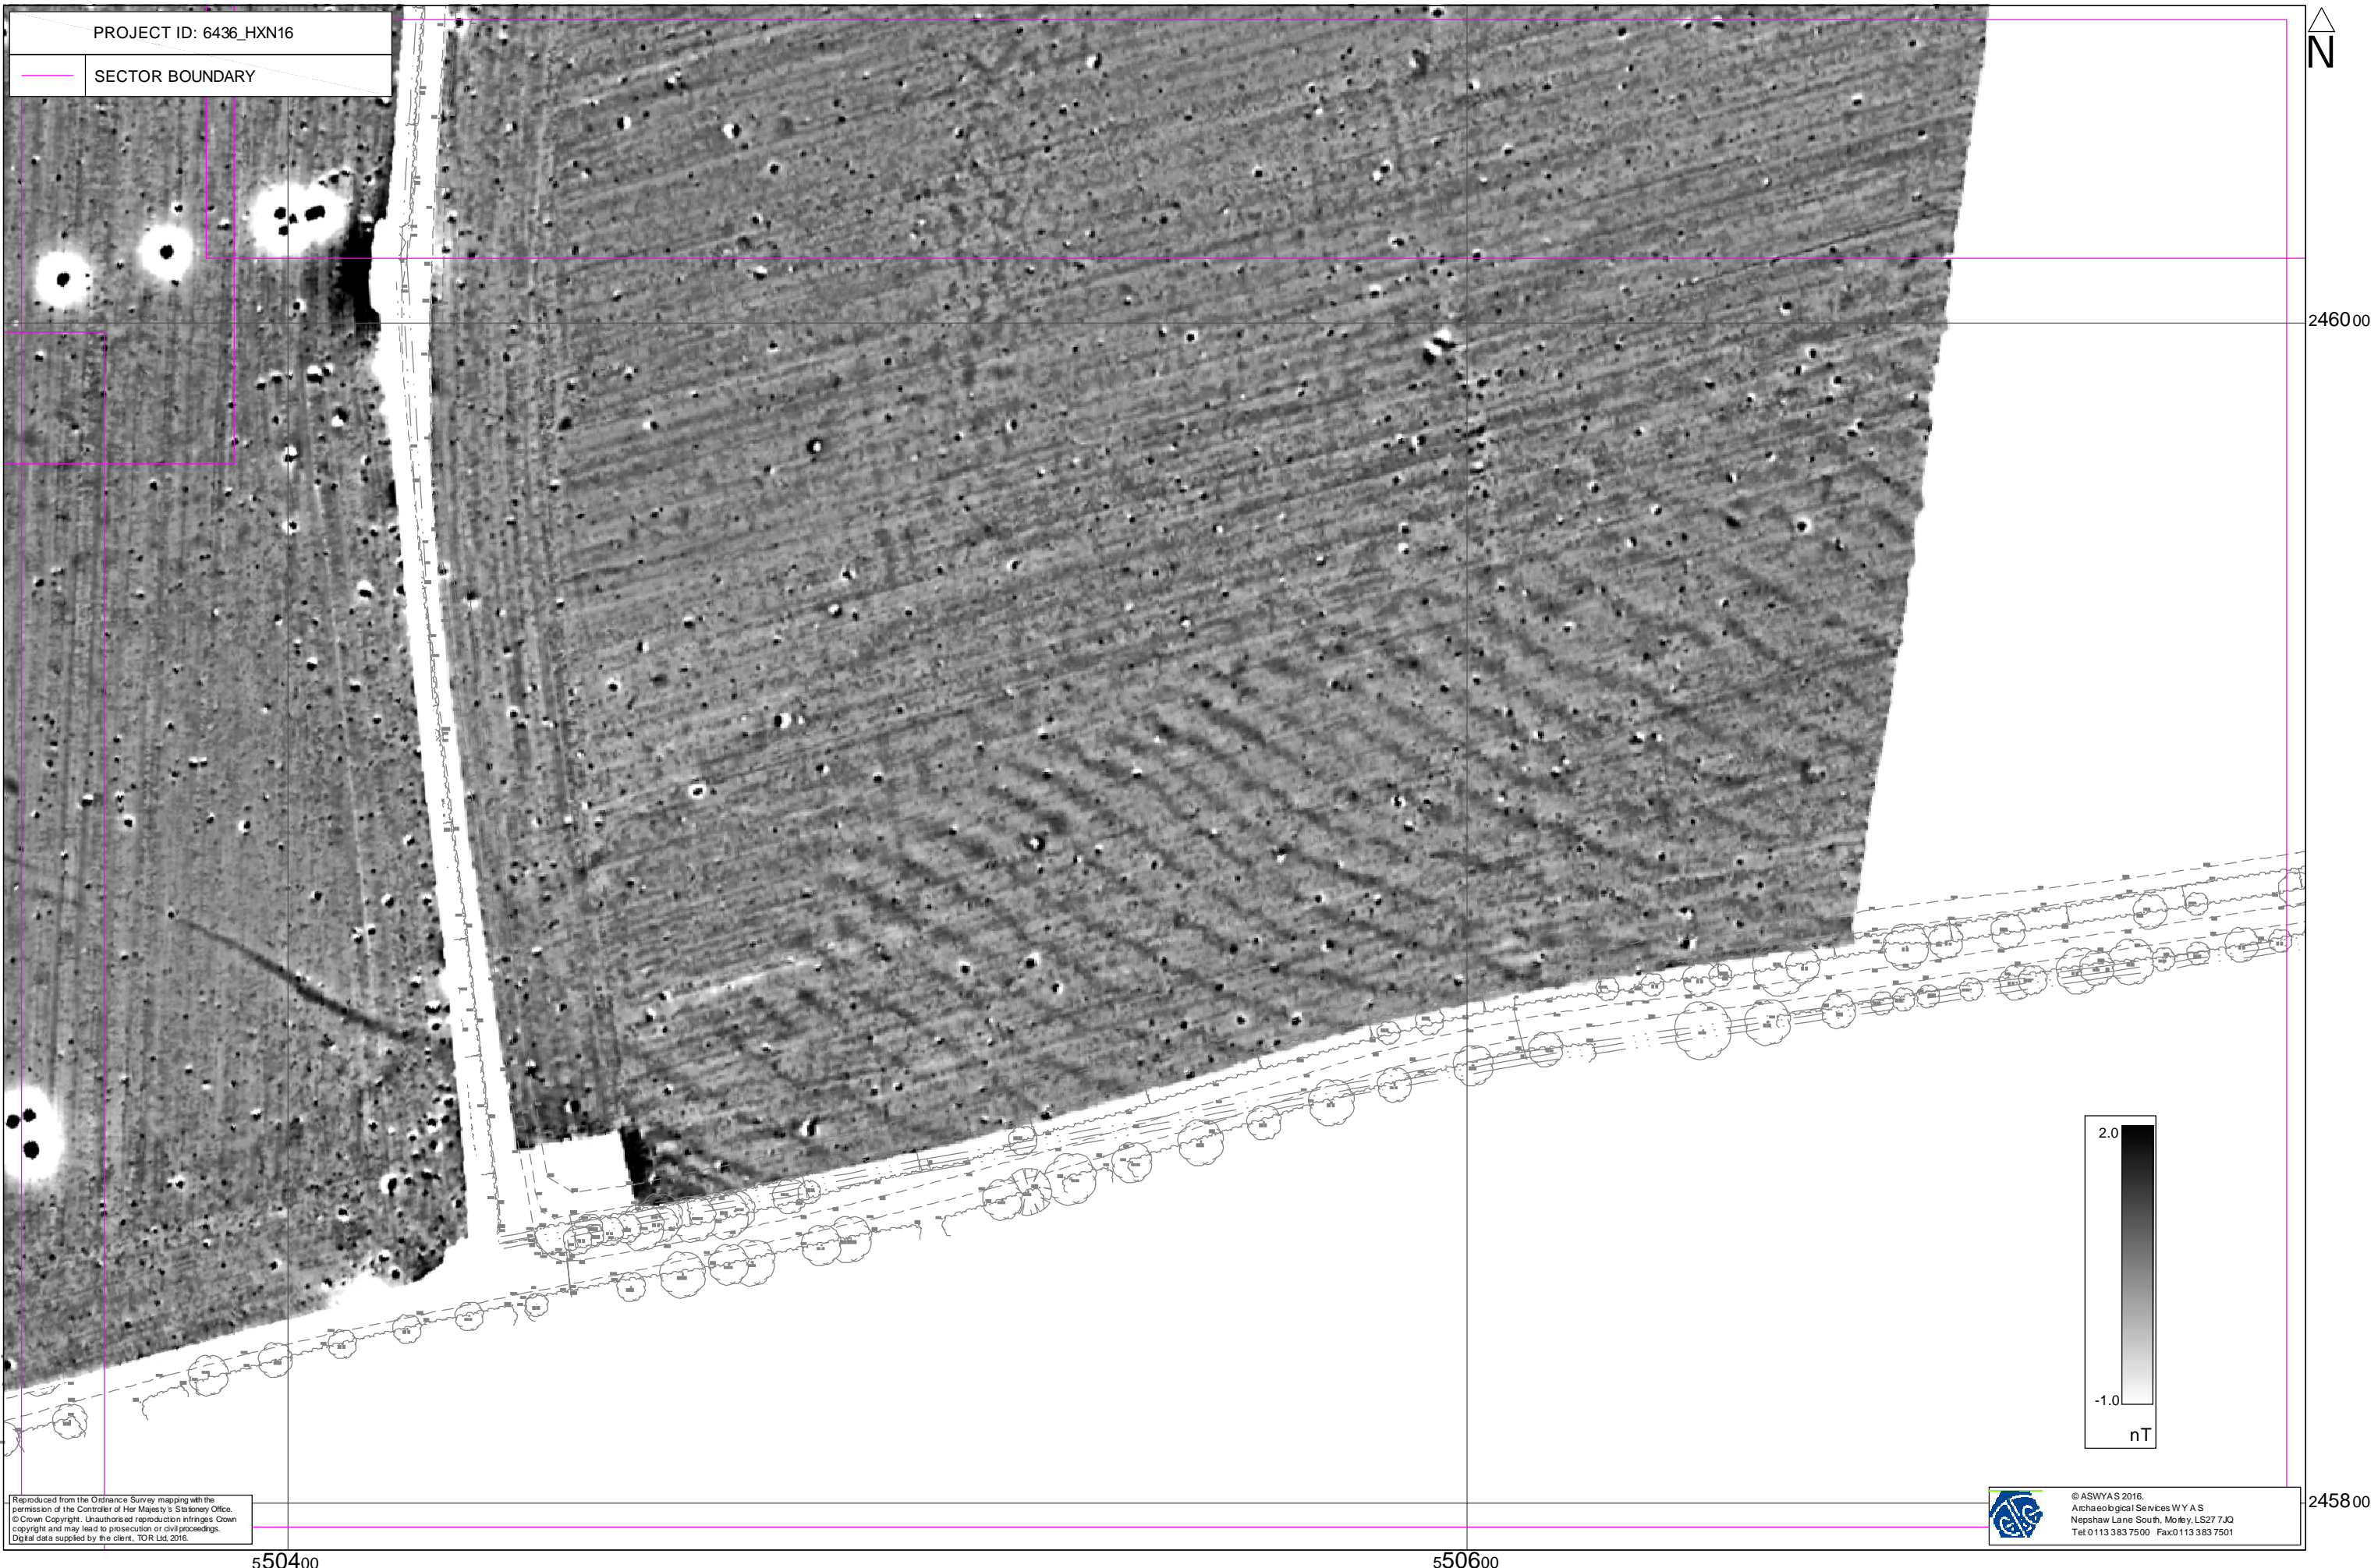 PROJECT ID: 6436_HXN16
SECTOR BOUNDARY
N
24600
2.0
-1.0
nT
Reproduced from the Ordnance Survey mapping with the
permission of the Controller of Her Majesty's Stationery Office.
© Crown Copyright. Unauthorised reproduction infringes Crown
copyright and may lead to prosecution or civil proceedings.
Digital data supplied by the client, TOR Ltd, 2016.
© ASWYAS 2016.
Archaeological Services W Y A S
Nepshaw Lane South, Morley, LS27 7JQ
Tel: 0113 383 7500 Fax: 0113 383 7501
245800
550400
550600